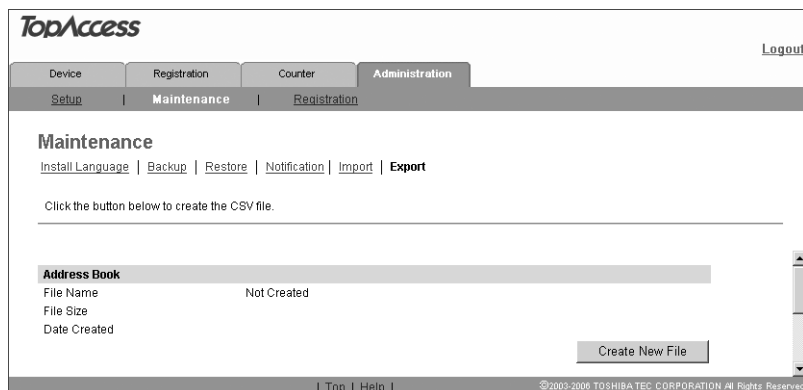 TopAccess
Logout
Device Registration Counter Administration
Setup | Maintenance | Registration
Maintenance
Install Language | Backup | Restore | Notification | Import | Export
Click the button below to create the CSV file.
Address Book
File Name Not Created
File Size
Date Created
Create New File
| Top | Help |
©2003-2006 TOSHIBA TEC CORPORATION All Rights Reserved